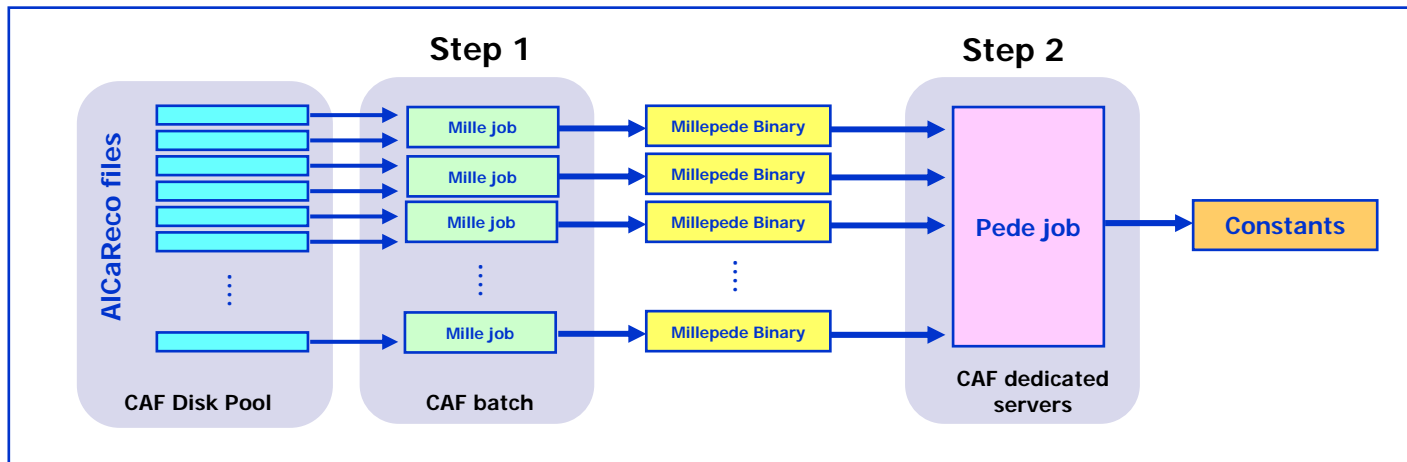 Step 1
Step 2
AlCaReco files
Mille job
Millepede Binary
Mille job
Millepede Binary
Mille job
Millepede Binary
Pede job
Constants
Mille job
Millepede Binary
CAF Disk Pool
CAF batch
CAF dedicated
servers